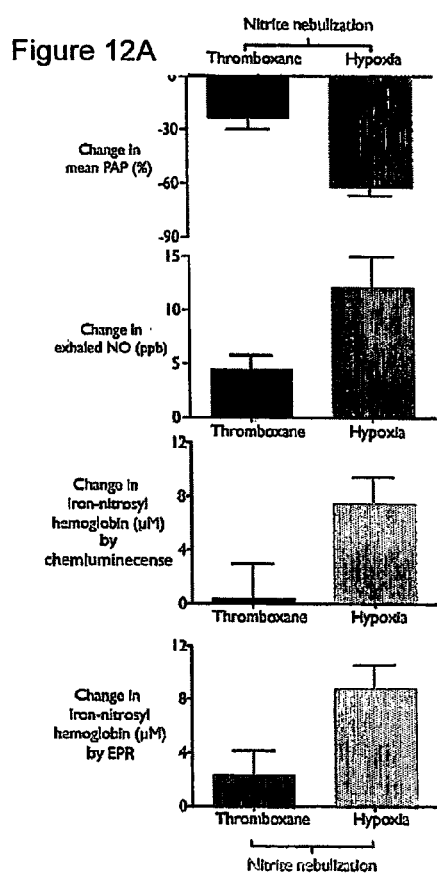 Nitrite nebulization
Figure 12A
Thromboxane Hypoxia
0
Change in
mean PAP (%)
-30
-60
-90
15
Change in
exhaled NO (ppb)
10
5
0
Thromboxane Hypoxia
12
Change in
iron-nitrosyl
hemoglobin (µM)
by
chemluminecense
8
4
0
Thromboxane Hypoxia
12
Change in
iron-nitrosyl
hemoglobin (µM)
by EPR
8
4
0
Thromboxane Hypoxia
Nitrite nebulization